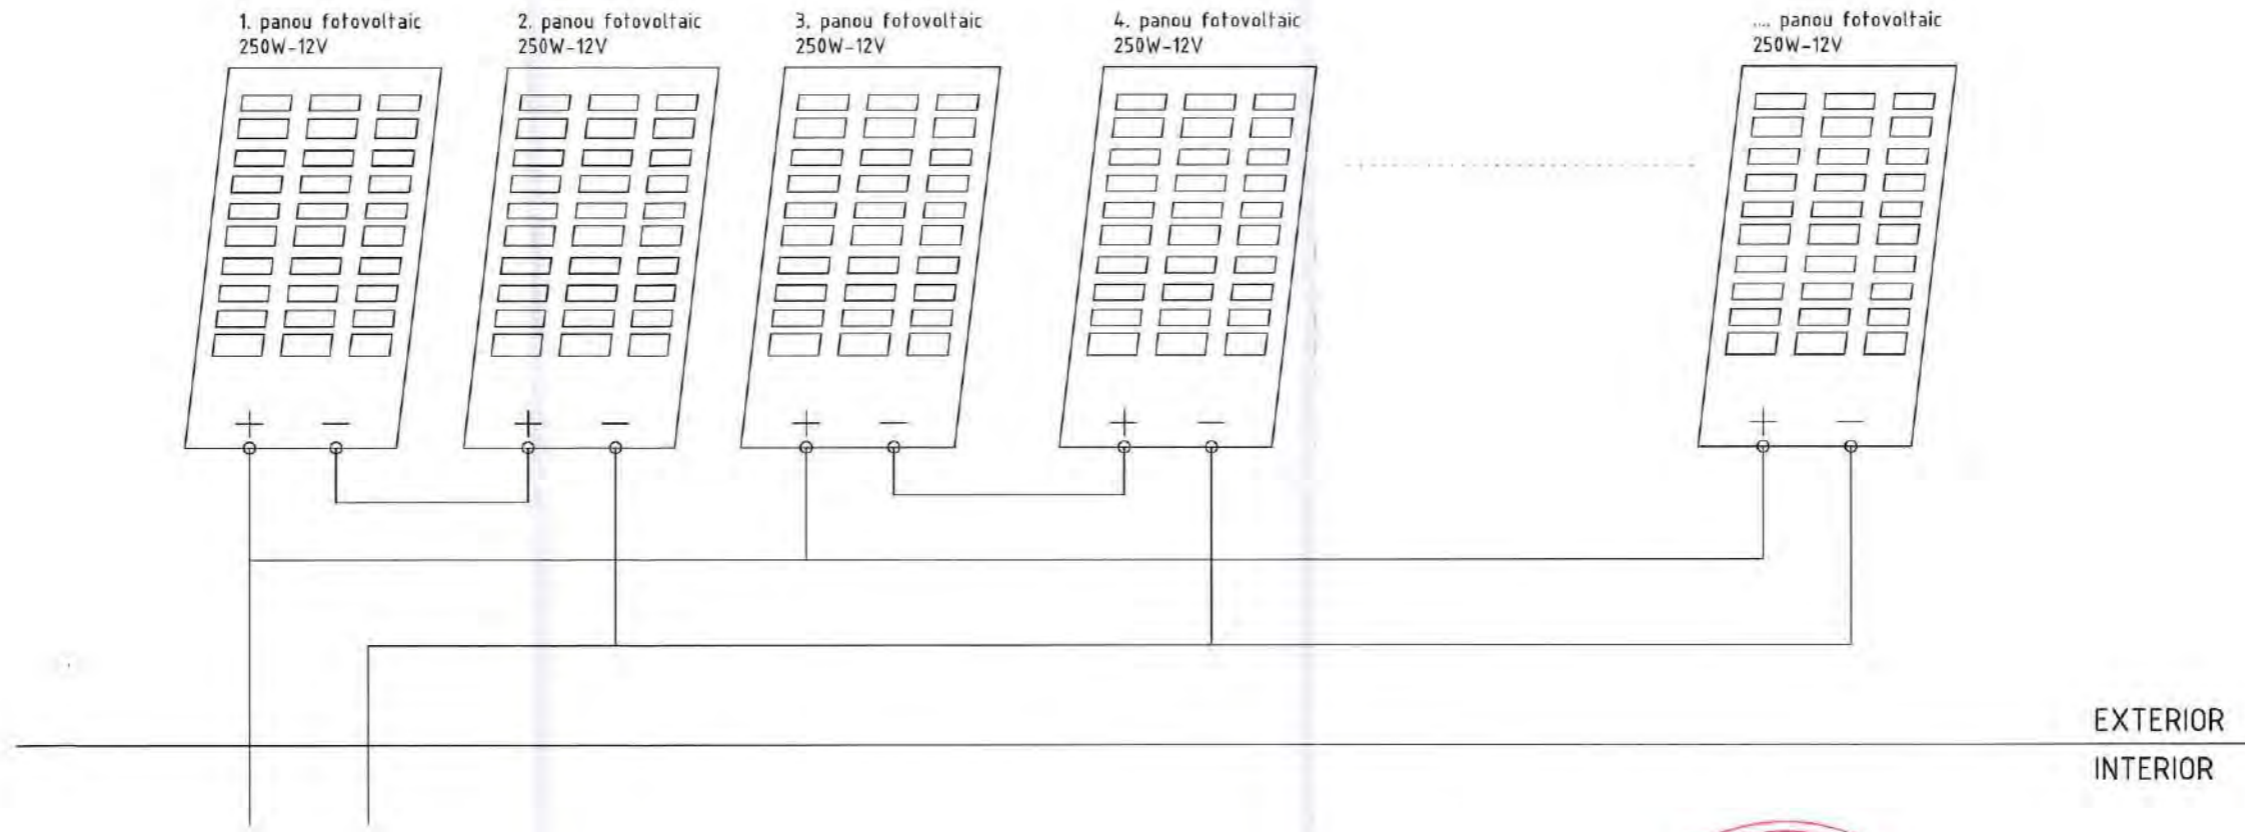 1. panou fotovoltaic
250W-12V
2. panou fotovoltaic
250W-12V
3. panou fotovoltaic
250W-12V
4. panou fotovoltaic
250W-12V
.... panou fotovoltaic
250W-12V
+ −
+ −
+ −
+ −
+ −
EXTERIOR
INTERIOR